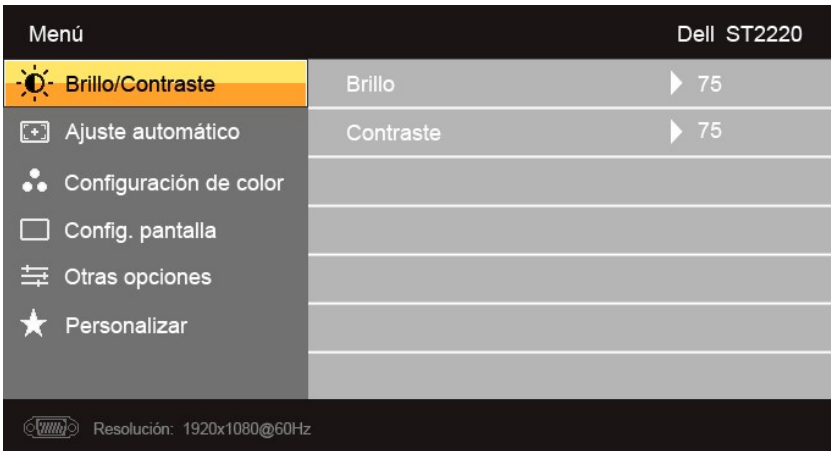 Menú Dell ST2220
Brillo/Contraste Brillo 75
Ajuste automático Contraste 75
Configuración de color
Config. pantalla
Otras opciones
Personalizar
Resolución: 1920x1080@60Hz